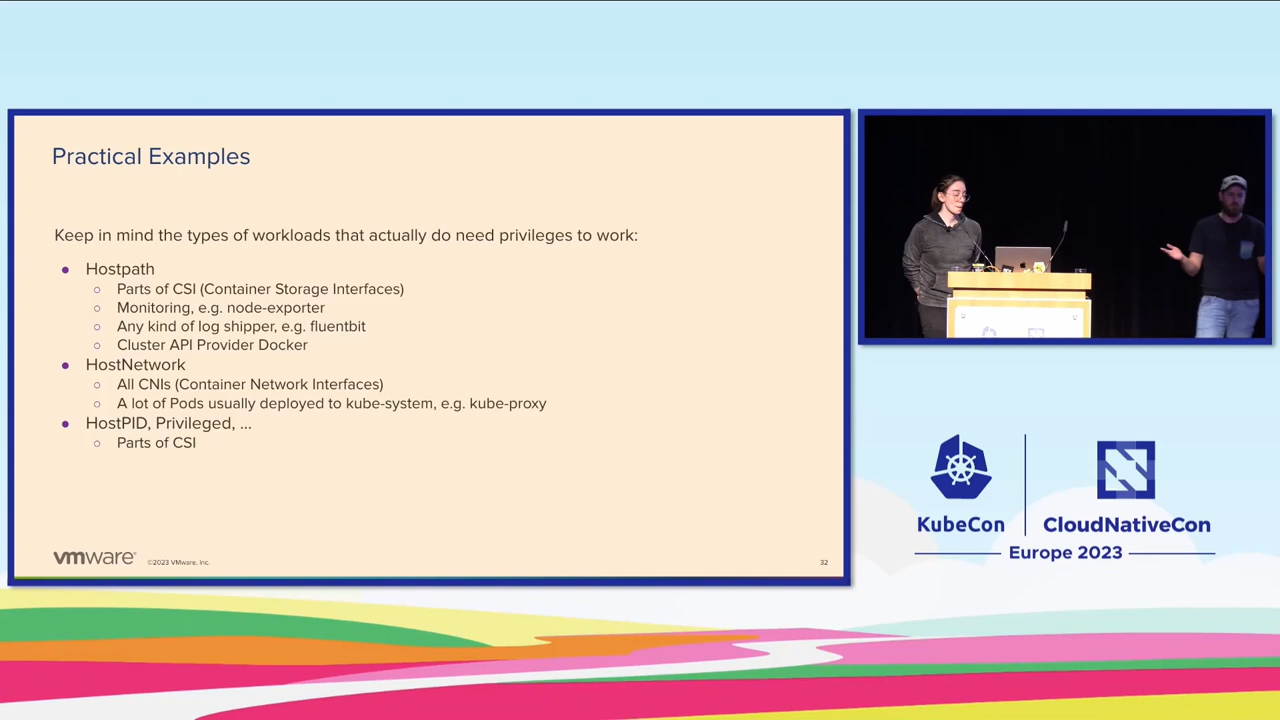 Practical Examples
Keep in mind the types of workloads that actually do need privileges to work:
● Hostpath
○ Parts of CSI (Container Storage Interfaces)
○ Monitoring, e.g. node-exporter
○ Any kind of log shipper, e.g. fluentbit
○ Cluster API Provider Docker
● HostNetwork
○ All CNIs (Container Network Interfaces)
○ A lot of Pods usually deployed to kube-system, e.g. kube-proxy
● HostPID, Privileged, ...
○ Parts of CSI
vmware®
©2023 VMware, Inc.
32
KubeCon
CloudNativeCon
Europe 2023